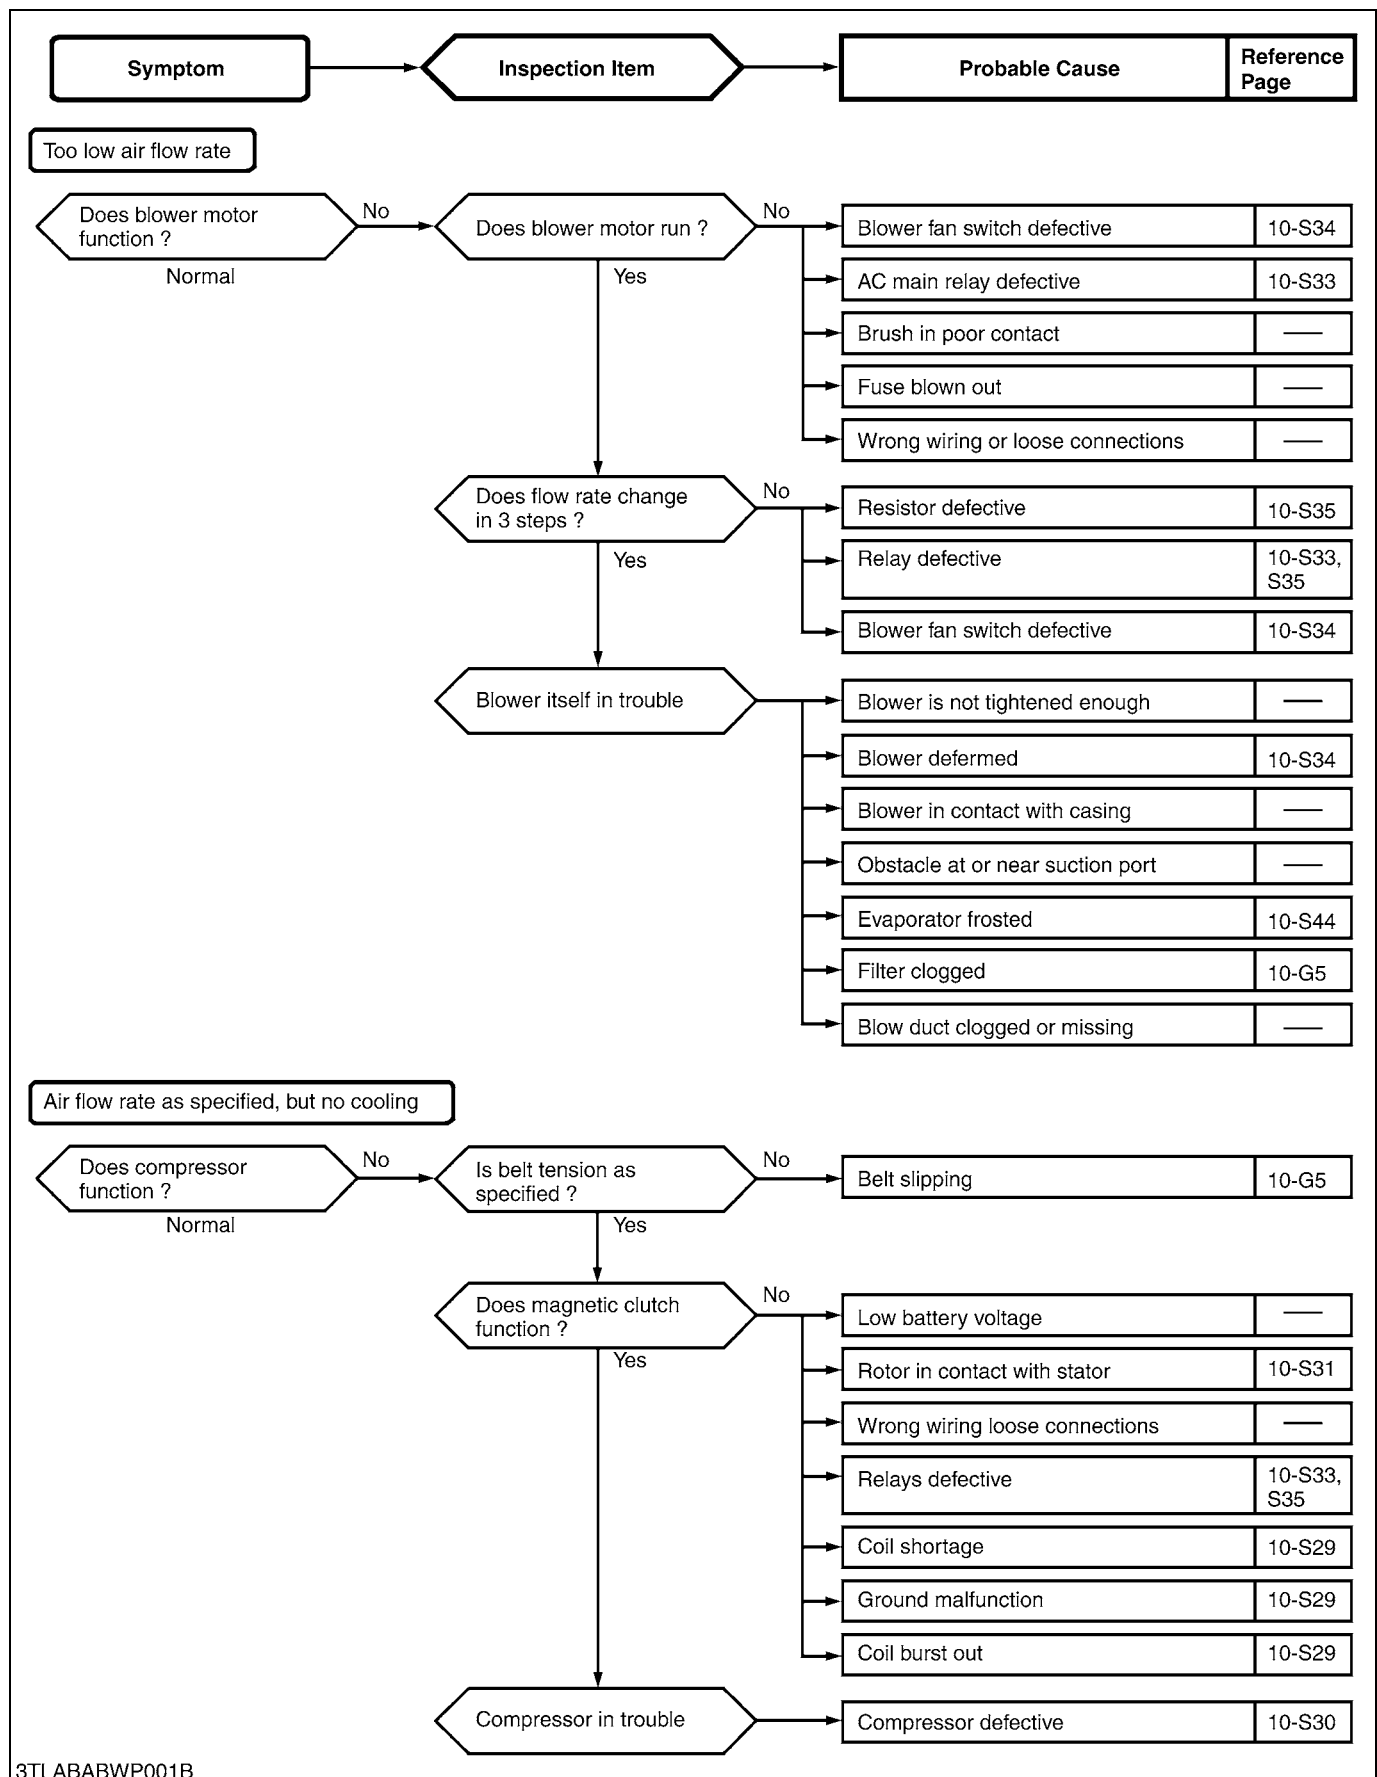 Symptom
Inspection Item
Probable Cause
Reference
Page
Too low air flow rate
Does blower motor
function ?
No
Normal
Does blower motor run ?
No
Yes
Blower fan switch defective
10-S34
AC main relay defective
10-S33
Brush in poor contact
Fuse blown out
Wrong wiring or loose connections
Does flow rate change
in 3 steps ?
No
Yes
Resistor defective
10-S35
Relay defective
10-S33,
S35
Blower fan switch defective
10-S34
Blower itself in trouble
Blower is not tightened enough
Blower defermed
10-S34
Blower in contact with casing
Obstacle at or near suction port
Evaporator frosted
10-S44
Filter clogged
10-G5
Blow duct clogged or missing
Air flow rate as specified, but no cooling
Does compressor
function ?
No
Normal
Is belt tension as
specified ?
No
Yes
Belt slipping
10-G5
Does magnetic clutch
function ?
No
Yes
Low battery voltage
Rotor in contact with stator
10-S31
Wrong wiring loose connections
Relays defective
10-S33,
S35
Coil shortage
10-S29
Ground malfunction
10-S29
Coil burst out
10-S29
Compressor in trouble
Compressor defective
10-S30
3TLABABWP001B